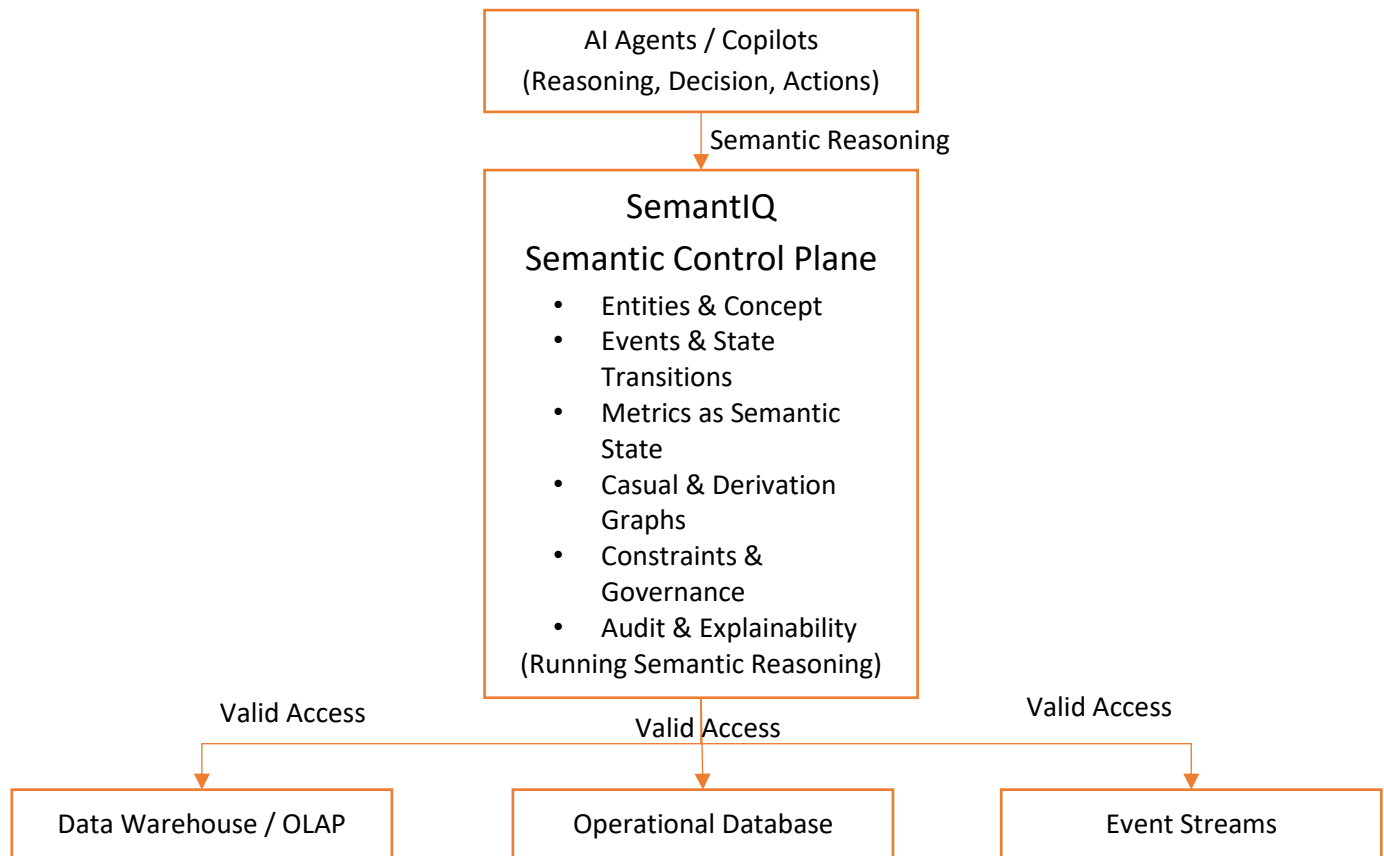 AI Agents / Copilots
(Reasoning, Decision, Actions)
Semantic Reasoning
SemantIQ
Semantic Control Plane
• Entities & Concept
• Events & State
Transitions
• Metrics as Semantic
State
• Casual & Derivation
Graphs
• Constraints &
Governance
• Audit & Explainability
(Running Semantic Reasoning)
Valid Access
Valid Access
Valid Access
Data Warehouse / OLAP
Operational Database
Event Streams